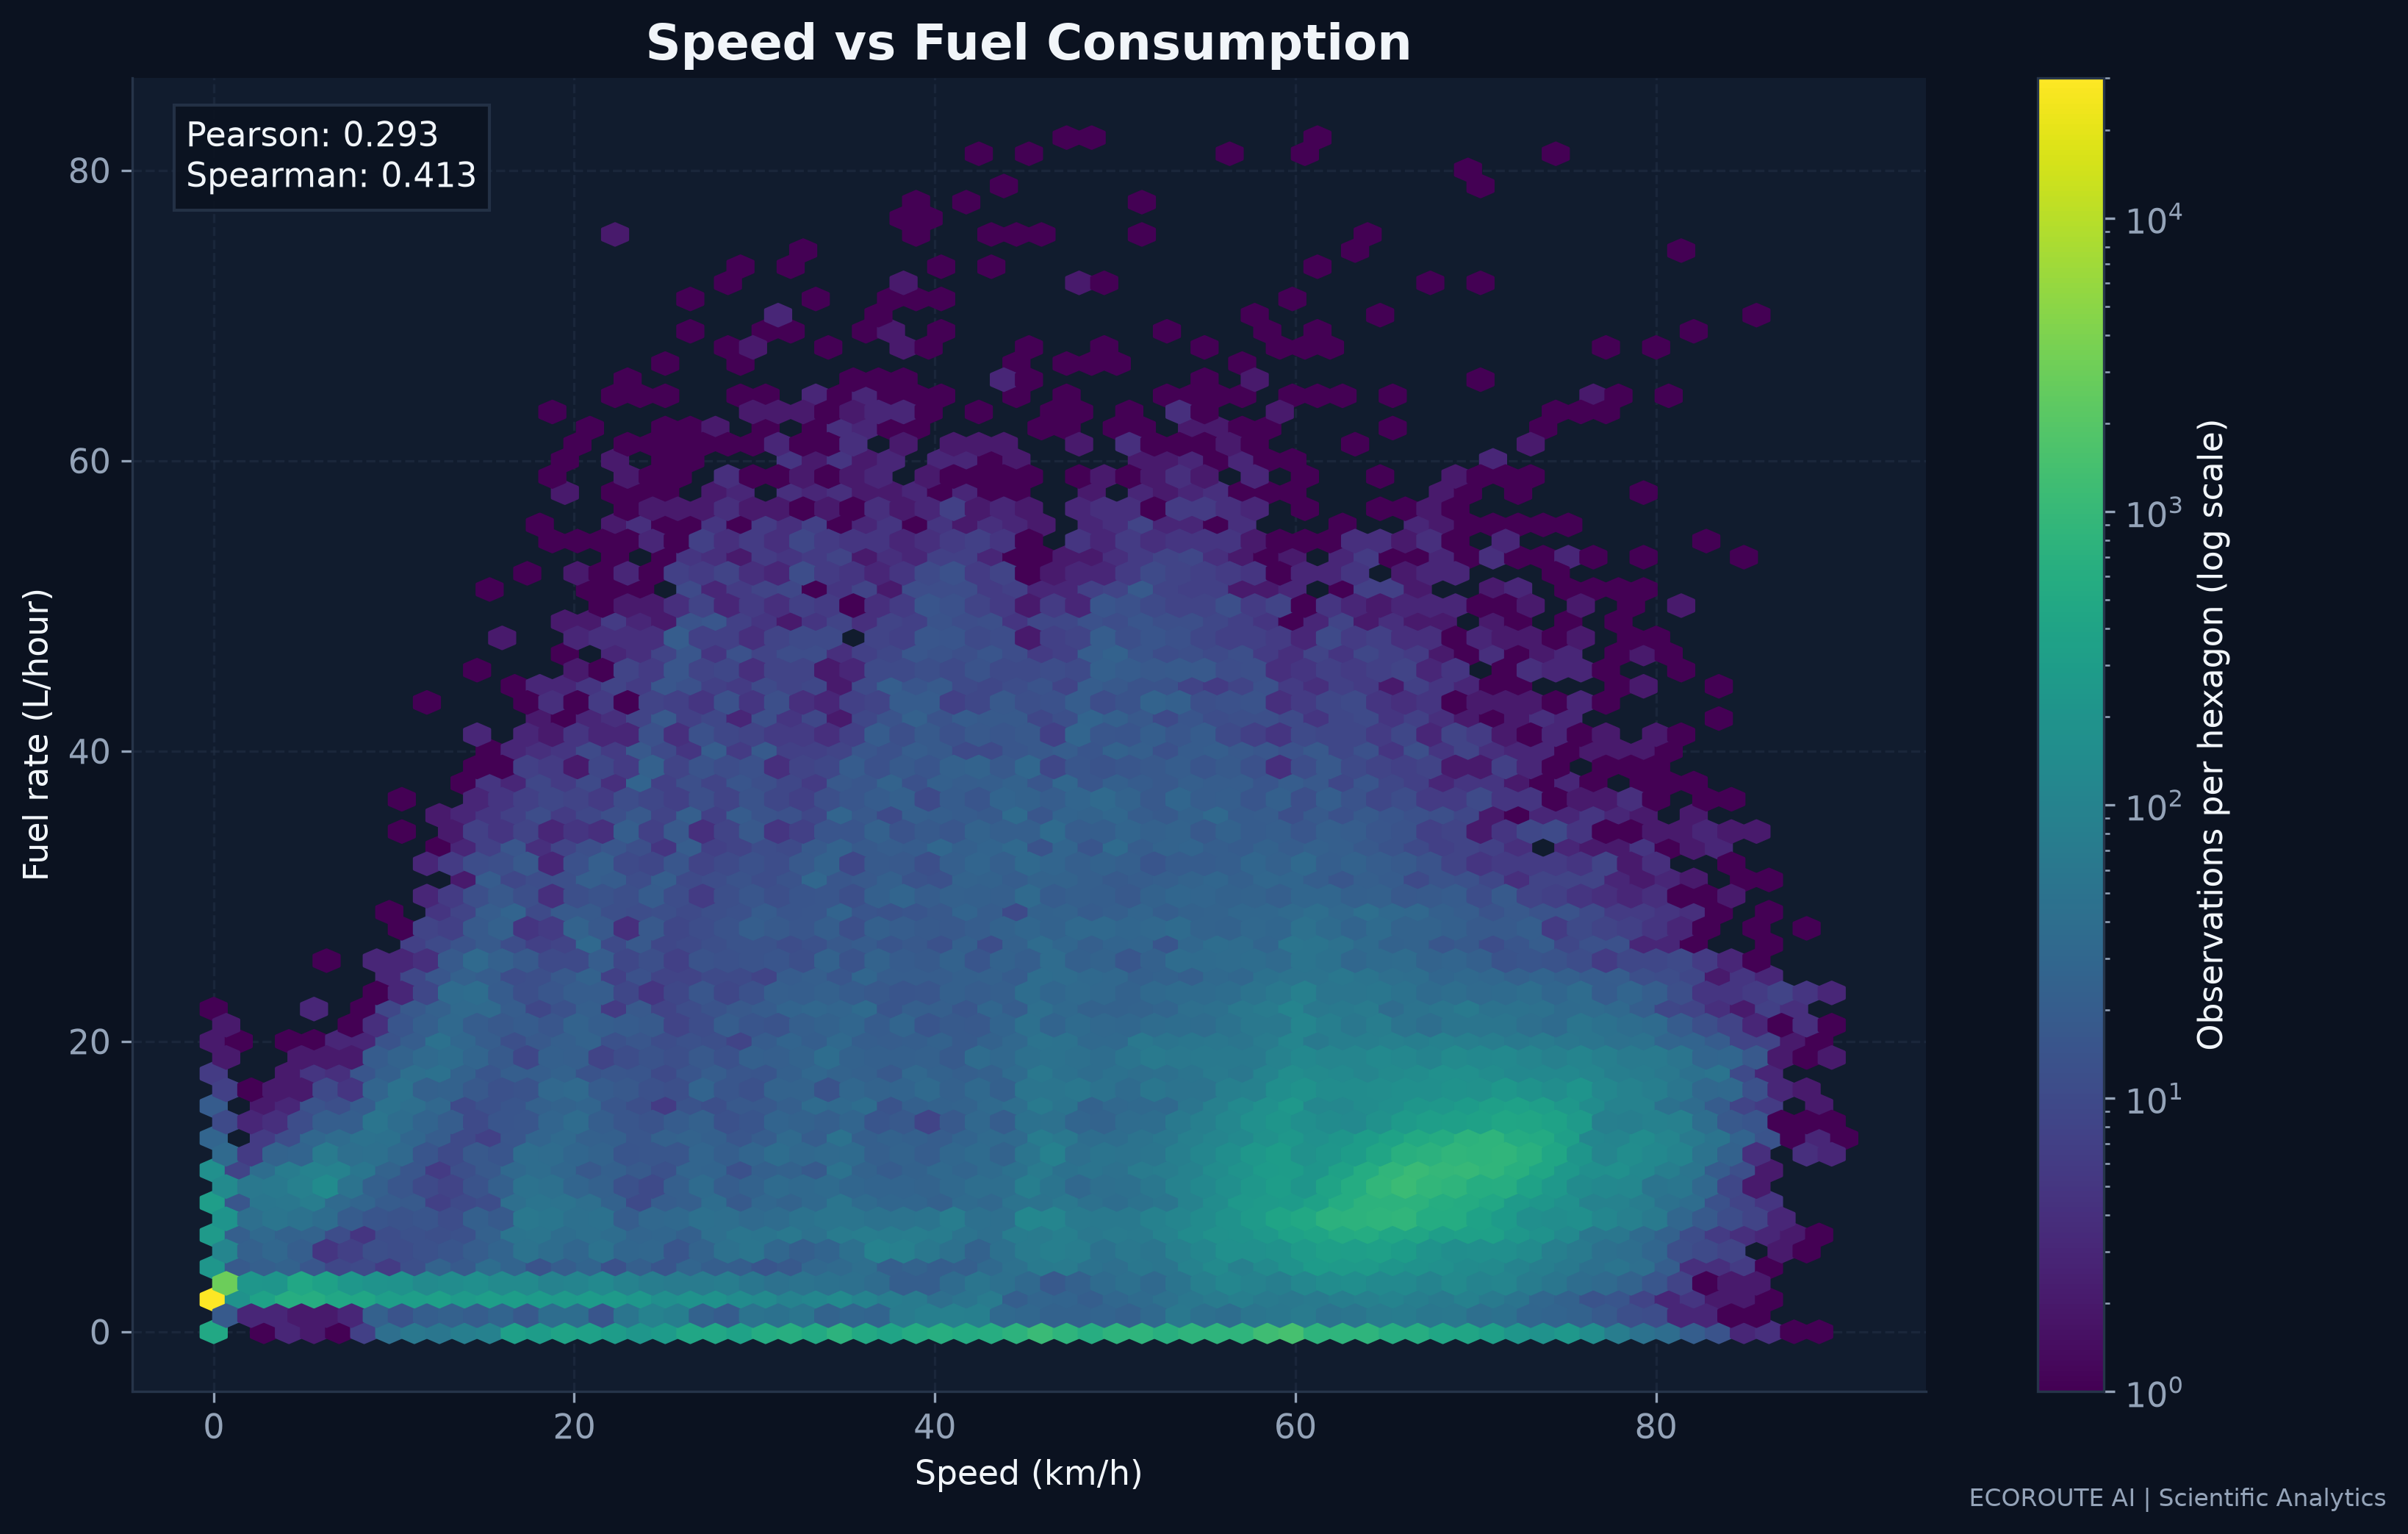 Speed vs Fuel Consumption
Pearson: 0.293
Spearman: 0.413
Fuel rate (L/hour)
80
60
40
20
0
0 20 40 60 80
Speed (km/h)
10⁴
10³
10²
10¹
10⁰
Observations per hexagon (log scale)
ECOROUTE AI | Scientific Analytics